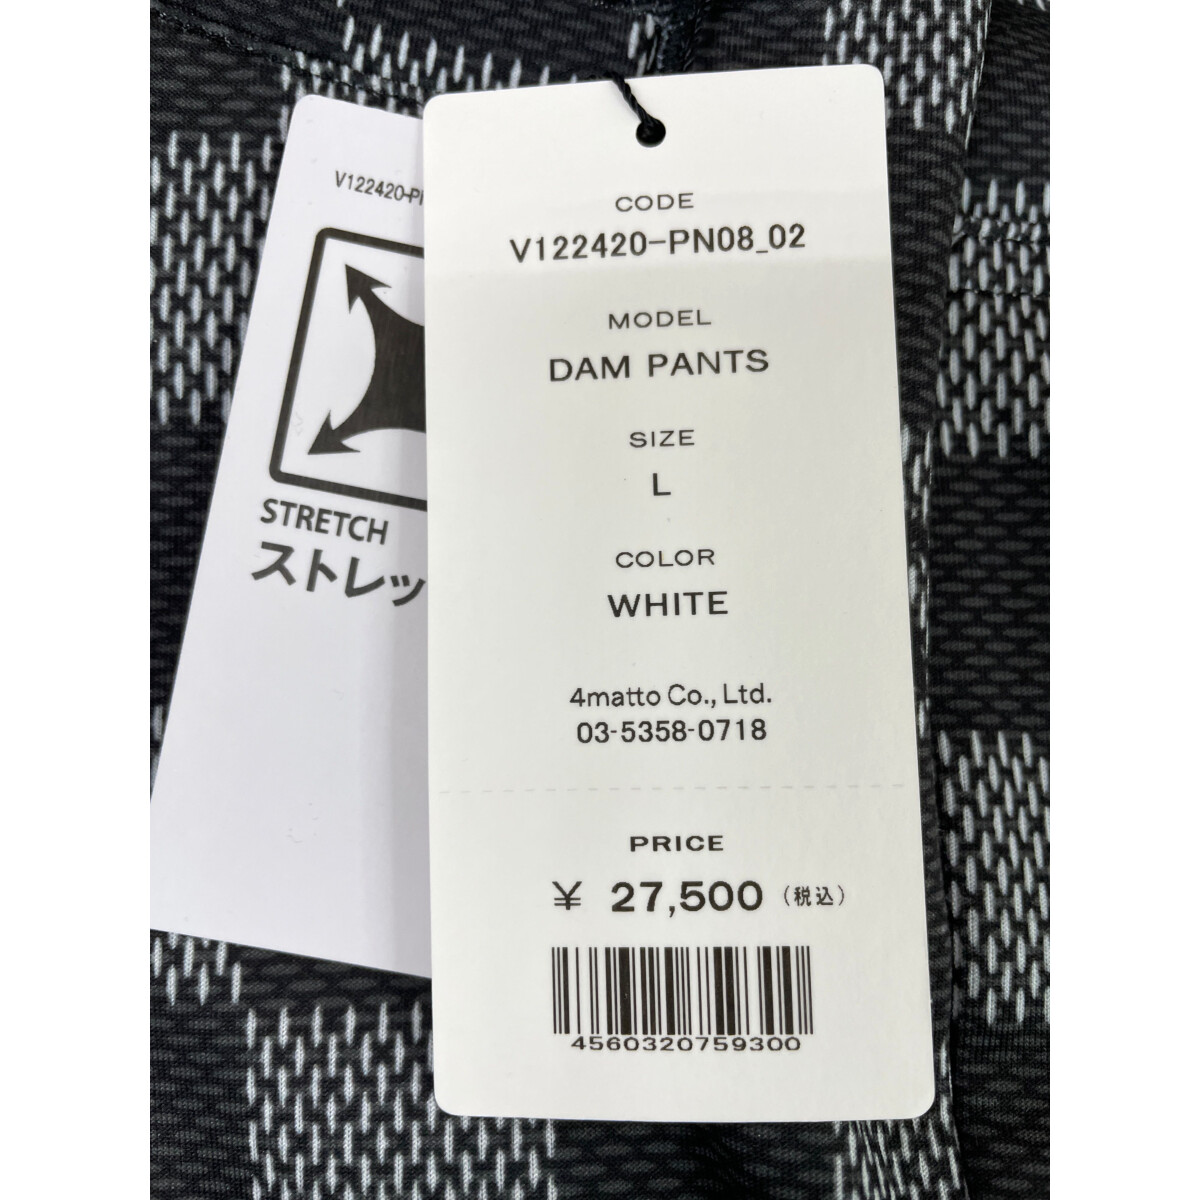 V122420-PN
STRETCH
ストレッ
CODE
V122420-PN08_02
MODEL
DAM PANTS
SIZE
L
COLOR
WHITE
4matto Co., Ltd.
03-5358-0718
PRICE
¥ 27,500 (税込)
4560320759300